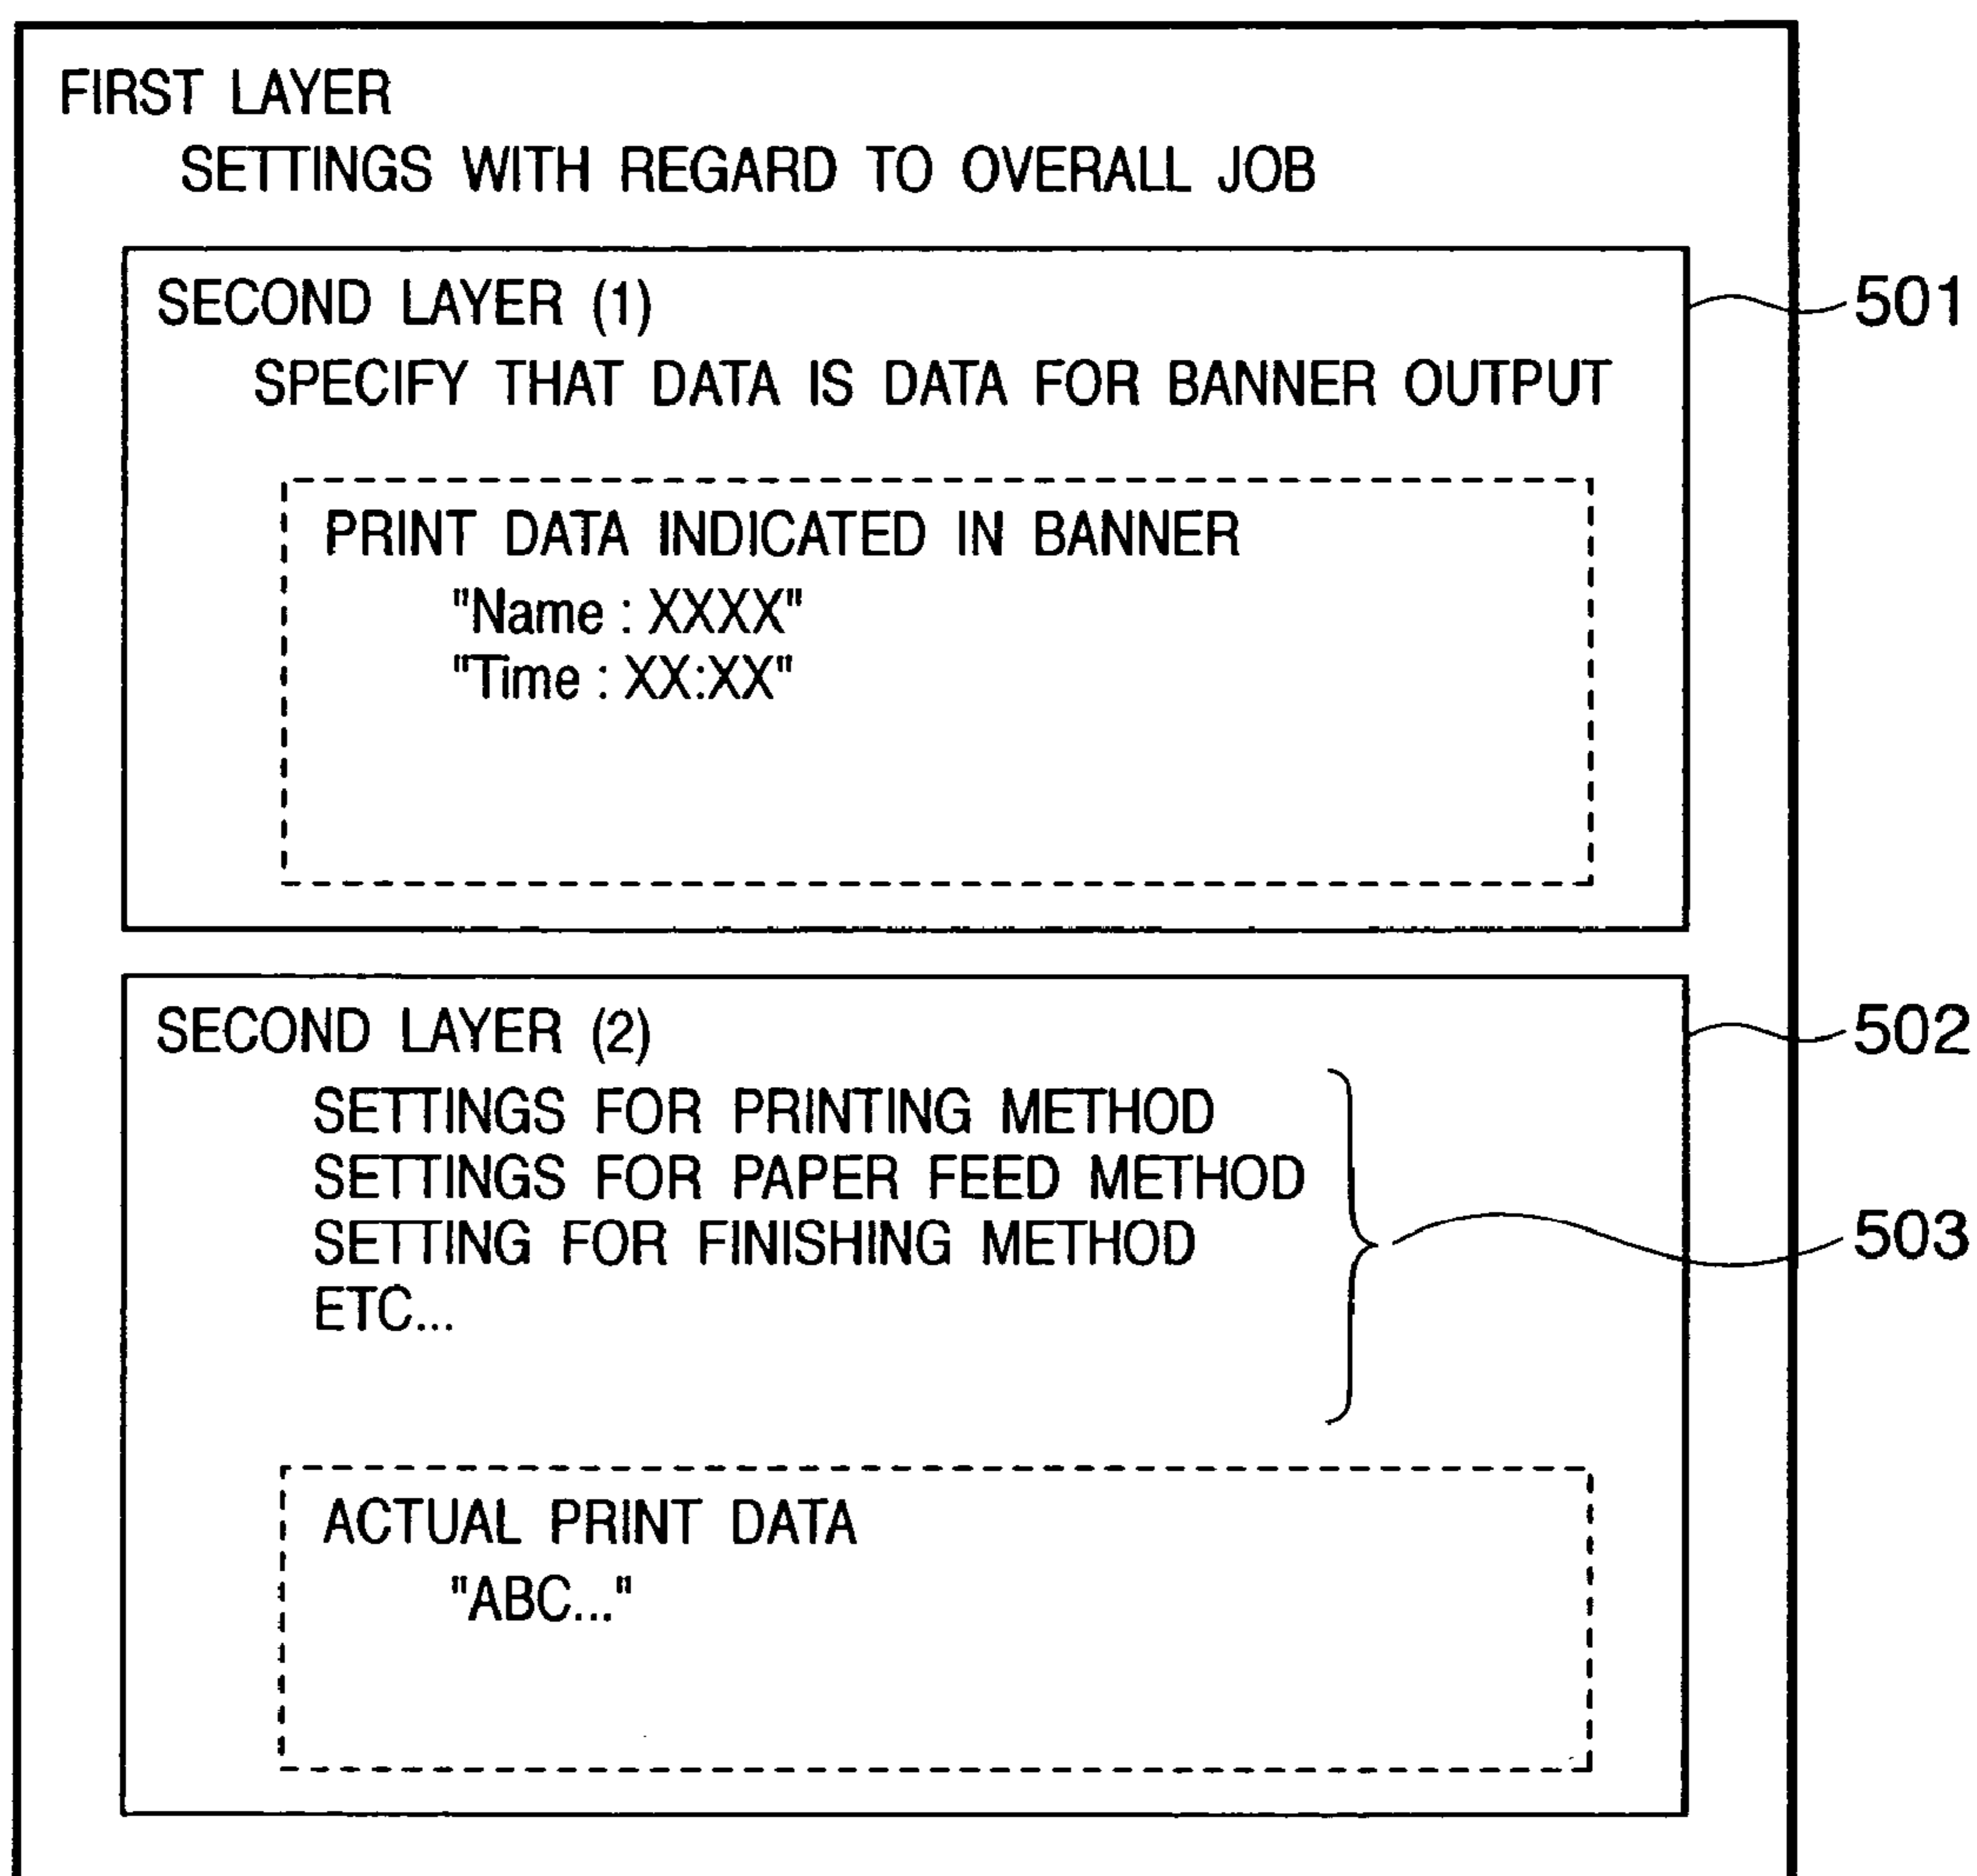 FIRST LAYER
SETTINGS WITH REGARD TO OVERALL JOB
SECOND LAYER (1)
501
SPECIFY THAT DATA IS DATA FOR BANNER OUTPUT
PRINT DATA INDICATED IN BANNER
"Name : XXXX"
"Time : XX:XX"
SECOND LAYER (2)
502
SETTINGS FOR PRINTING METHOD
SETTINGS FOR PAPER FEED METHOD
SETTING FOR FINISHING METHOD
503
ETC...
ACTUAL PRINT DATA
"ABC..."